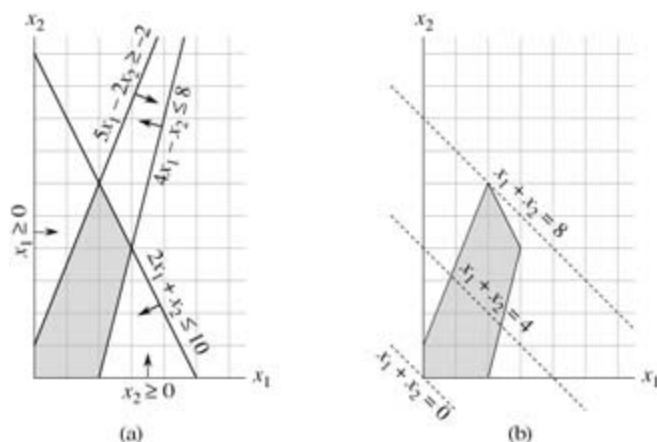 x₂
5x₁ − 2x₂ ≥ −2
4x₁ − x₂ ≤ 8
x₁ ≥ 0
2x₁ + x₂ ≤ 10
x₂ ≥ 0
x₁
(a)
x₂
x₁ + x₂ = 8
x₁ + x₂ = 4
x₁ + x₂ = 0
x₁
(b)